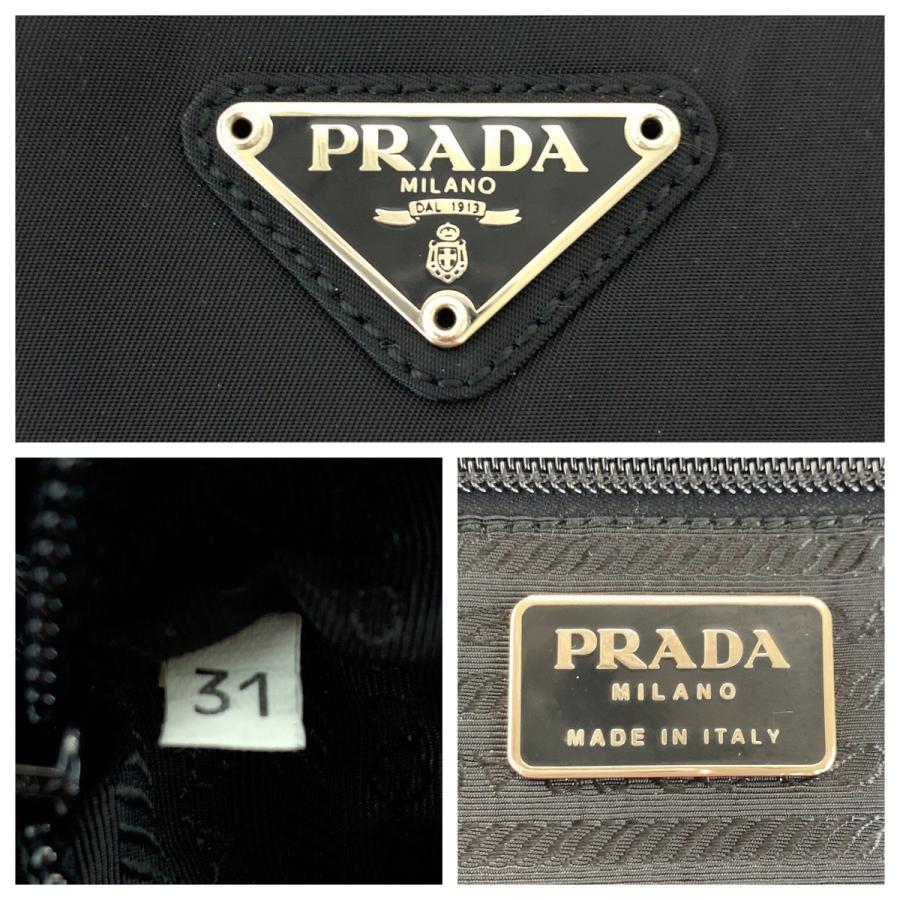 PRADA
MILANO
DAL 1913
31
PRADA
MILANO
MADE IN ITALY